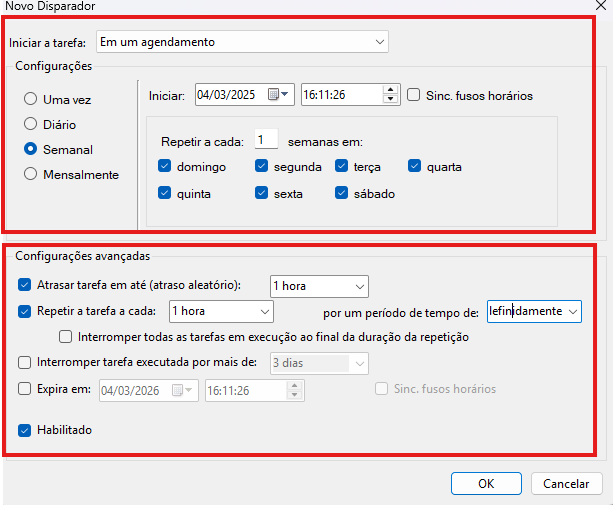 Novo Disparador
Iniciar a tarefa: Em um agendamento
Configurações
Uma vez
Diário
Semanal
Mensalmente
Iniciar: 04/03/2025 16:11:26 Sinc. fusos horários
Repetir a cada: 1 semanas em:
domingo segunda terça quarta
quinta sexta sábado
Configurações avançadas
Atrasar tarefa em até (atraso aleatório): 1 hora
Repetir a tarefa a cada: 1 hora por um período de tempo de: lefinidamente
Interromper todas as tarefas em execução ao final da duração da repetição
Interromper tarefa executada por mais de: 3 dias
Expira em: 04/03/2026 16:11:26 Sinc. fusos horários
Habilitado
OK Cancelar